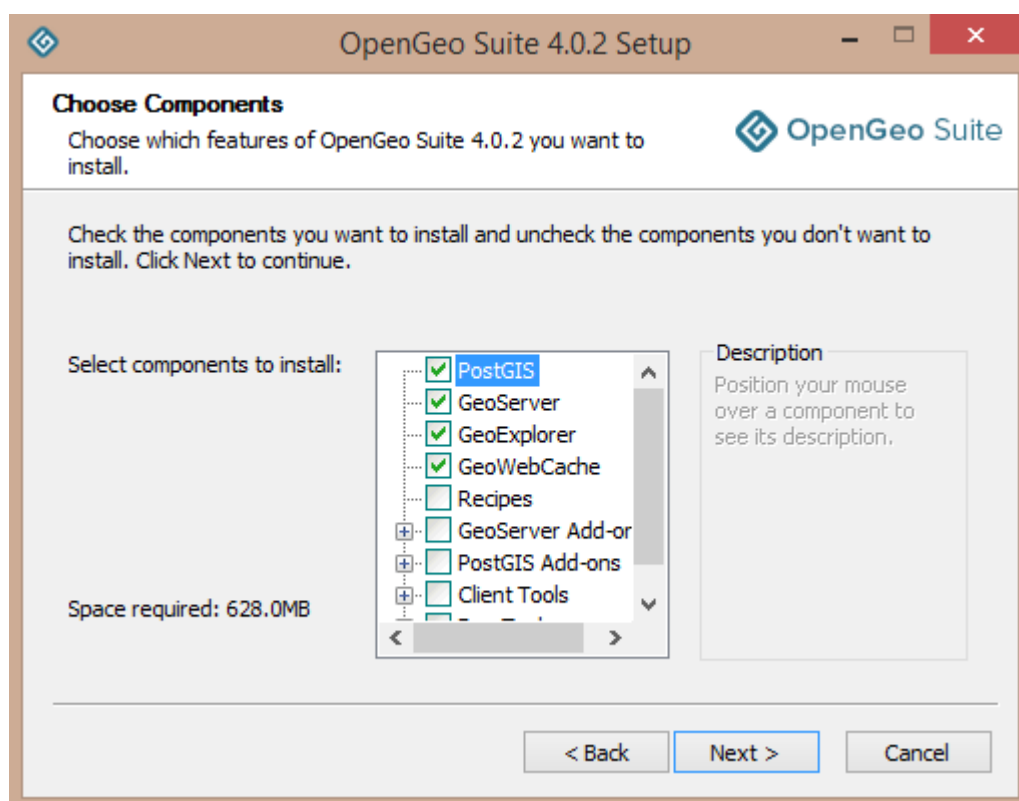 OpenGeo Suite 4.0.2 Setup
Choose Components
Choose which features of OpenGeo Suite 4.0.2 you want to
install.
OpenGeo Suite
Check the components you want to install and uncheck the components you don't want to
install. Click Next to continue.
Select components to install:
PostGIS
GeoServer
GeoExplorer
GeoWebCache
Recipes
GeoServer Add-or
PostGIS Add-ons
Client Tools
Description
Position your mouse
over a component to
see its description.
Space required: 628.0MB
< Back
Next >
Cancel